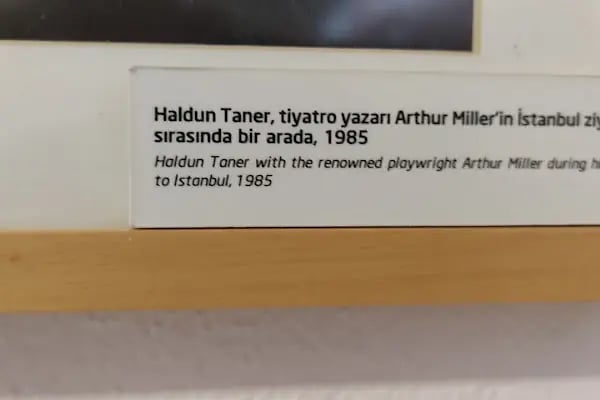 Haldun Taner, tiyatro yazarı Arthur Miller'in İstanbul
sırasında bir arada, 1985
Haldun Taner with the renowned playwright Arthur Miller during
to Istanbul, 1985